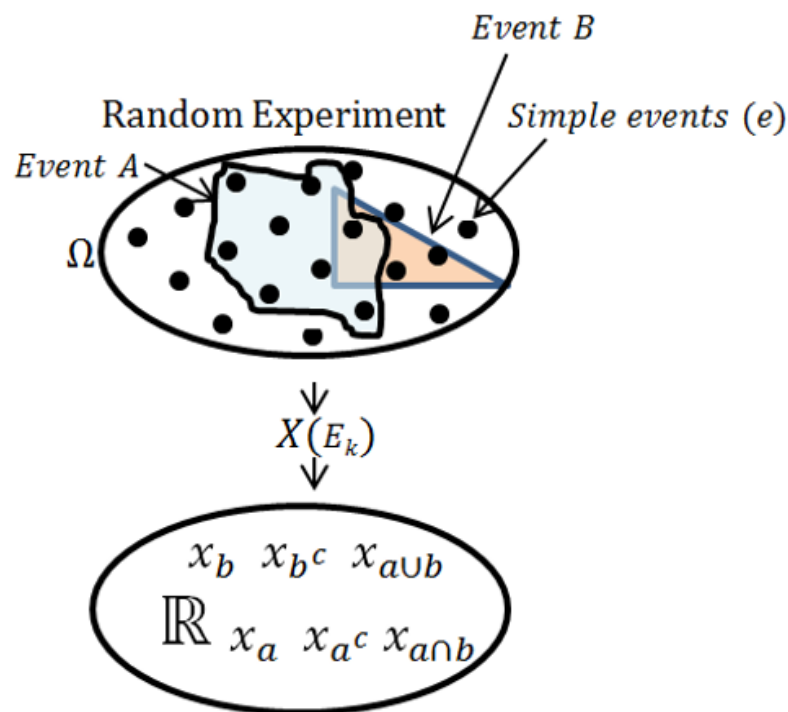 Event B
Random Experiment
Simple events (e)
Event A
Ω
X(E_k)
x_b x_{b^c} x_{a∪b}
ℝ x_a x_{a^c} x_{a∩b}